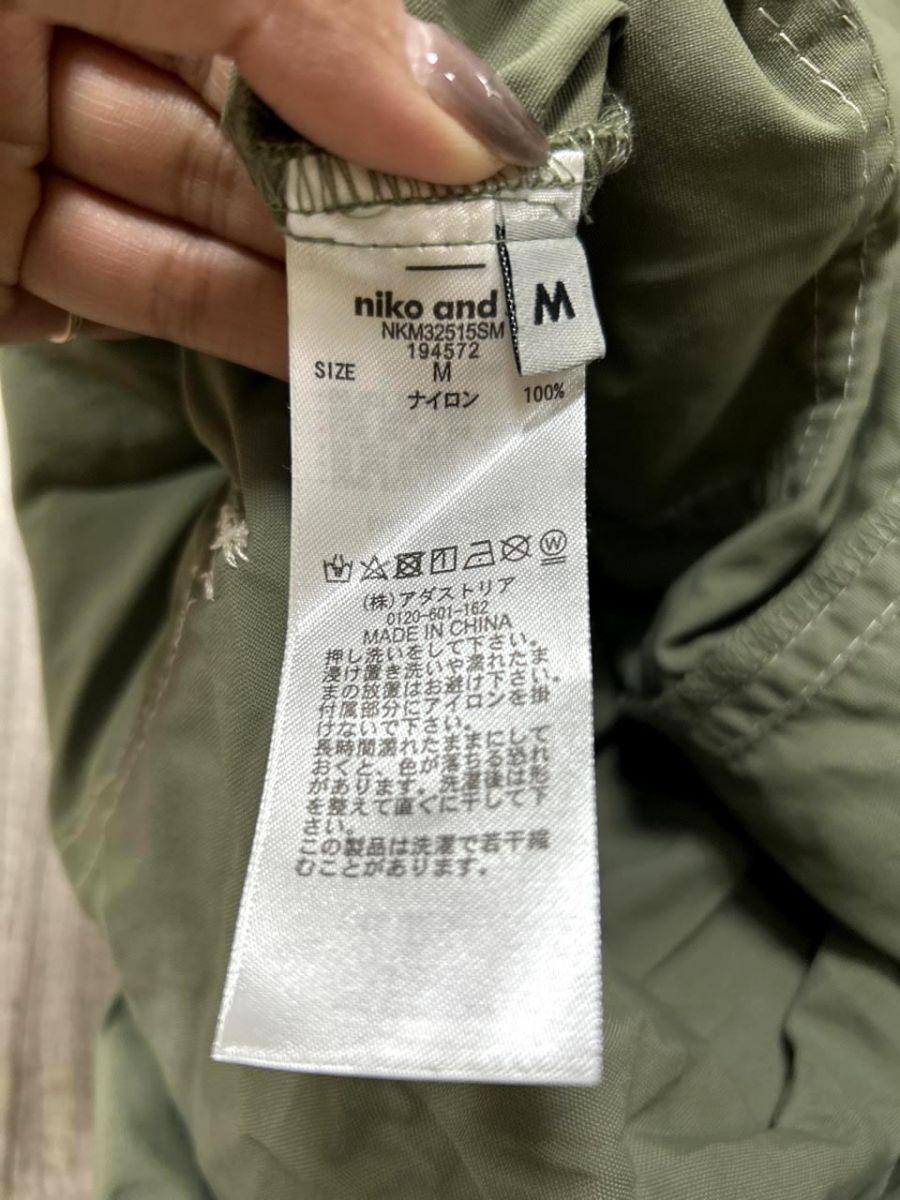 niko and
M
NKM32515SM
194572
SIZE M
ナイロン 100%
(株)アダストリア
0120-601-162
MADE IN CHINA
押し洗いをして下さい。
浸け置き洗いや濡れたま
まの放置はお避け下さい。
付属部分にアイロンを掛
けないで下さい。
長時間濡れたままにして
おくと、色が落ちる恐れ
があります。洗濯後は形
を整えて直ぐに干して下
さい。
この製品は洗濯で若干縮
むことがあります。